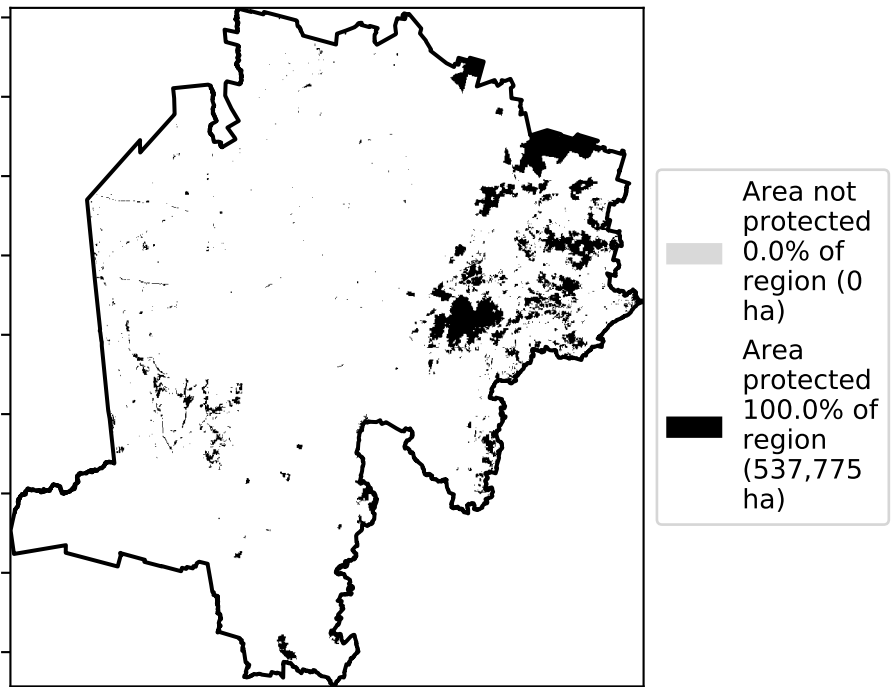 Area not
protected
0.0% of
region (0
ha)
Area
protected
100.0% of
region
(537,775
ha)